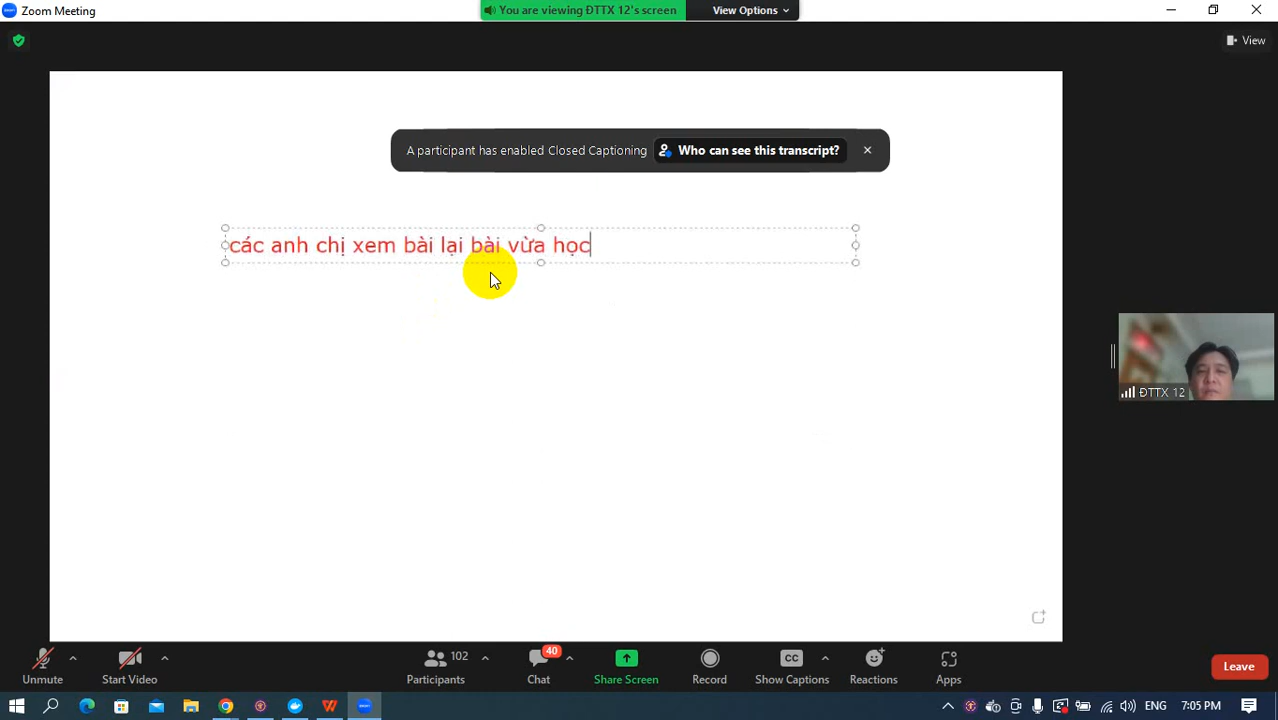 Zoom Meeting
You are viewing ĐTTX 12's screen
View Options
View
A participant has enabled Closed Captioning
Who can see this transcript?
các anh chị xem bài lại bài vừa học
ĐTTX 12
Unmute
Start Video
102
Participants
40
Chat
Share Screen
Record
CC
Show Captions
Reactions
Apps
Leave
ENG
7:05 PM